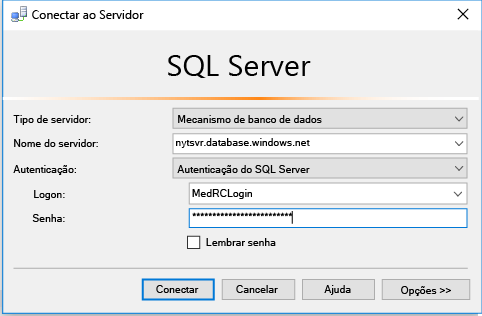 Conectar ao Servidor
SQL Server
Tipo de servidor: Mecanismo de banco de dados
Nome do servidor: nytsvr.database.windows.net
Autenticação: Autenticação do SQL Server
Logon: MedRCLogin
Senha: *************************
Lembrar senha
Conectar Cancelar Ajuda Opções >>